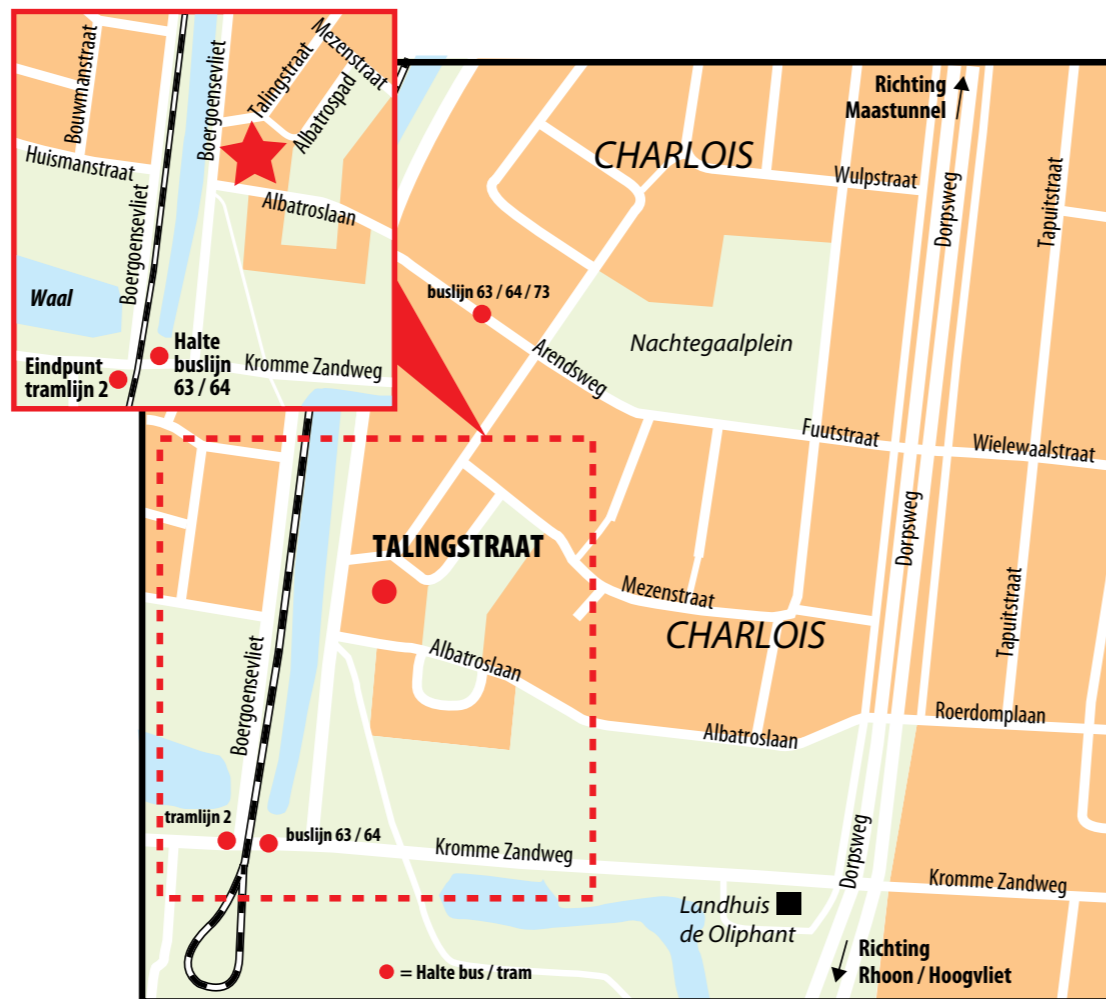 Bouwmanstraat
Huismanstraat
Boergoensevliet
Boergoensevliet
Talingstraat
Mezenstraat
Albatrospad
Albatroslaan
Waal
Eindpunt
tramlijn 2
Halte
buslijn
63 / 64
Kromme Zandweg
Richting
Maastunnel
CHARLOIS
Wulpstraat
Dorpsweg
Tapuitstraat
buslijn 63 / 64 / 73
Nachtegaalplein
Arendsweg
Fuutstraat
Wielewaalstraat
Dorpsweg
TALINGSTRAAT
Mezenstraat
CHARLOIS
Tapuitstraat
Boergoensevliet
Albatroslaan
Albatroslaan
Roerdomplaan
tramlijn 2
buslijn 63 / 64
Kromme Zandweg
Dorpsweg
Kromme Zandweg
Landhuis
de Oliphant
Richting
Rhoon / Hoogvliet
= Halte bus / tram